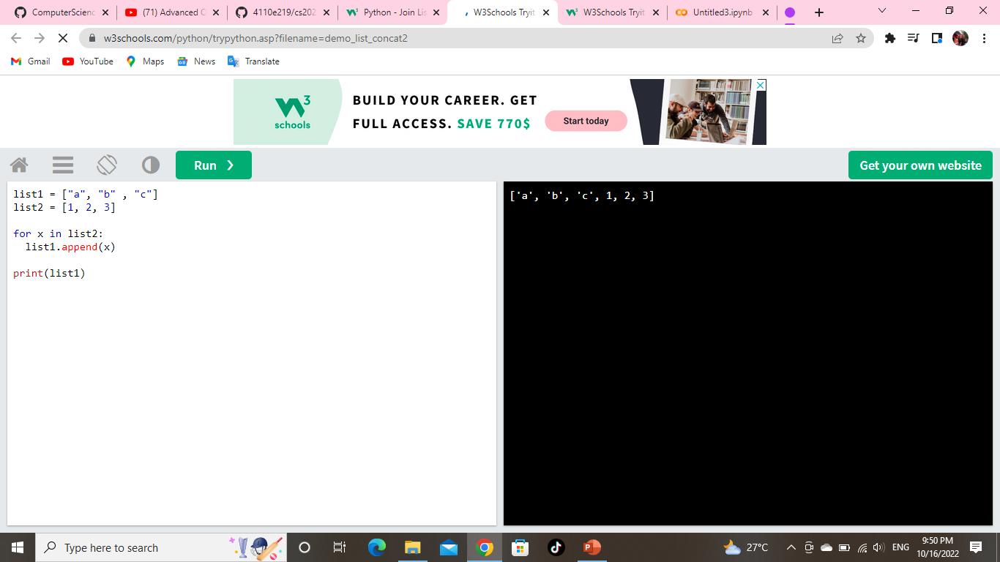 ComputerScienc
(71) Advanced C
4110e219/cs202
Python - Join Lis
W3Schools Tryit
W3Schools Tryit
Untitled3.ipynb
w3schools.com/python/trypython.asp?filename=demo_list_concat2
Gmail
YouTube
Maps
News
Translate
W3
schools
BUILD YOUR CAREER. GET
FULL ACCESS. SAVE 770$
Start today
Run ❯
Get your own website
list1 = ["a", "b" , "c"]
list2 = [1, 2, 3]
for x in list2:
  list1.append(x)
print(list1)
['a', 'b', 'c', 1, 2, 3]
Type here to search
27°C
ENG
9:50 PM
10/16/2022